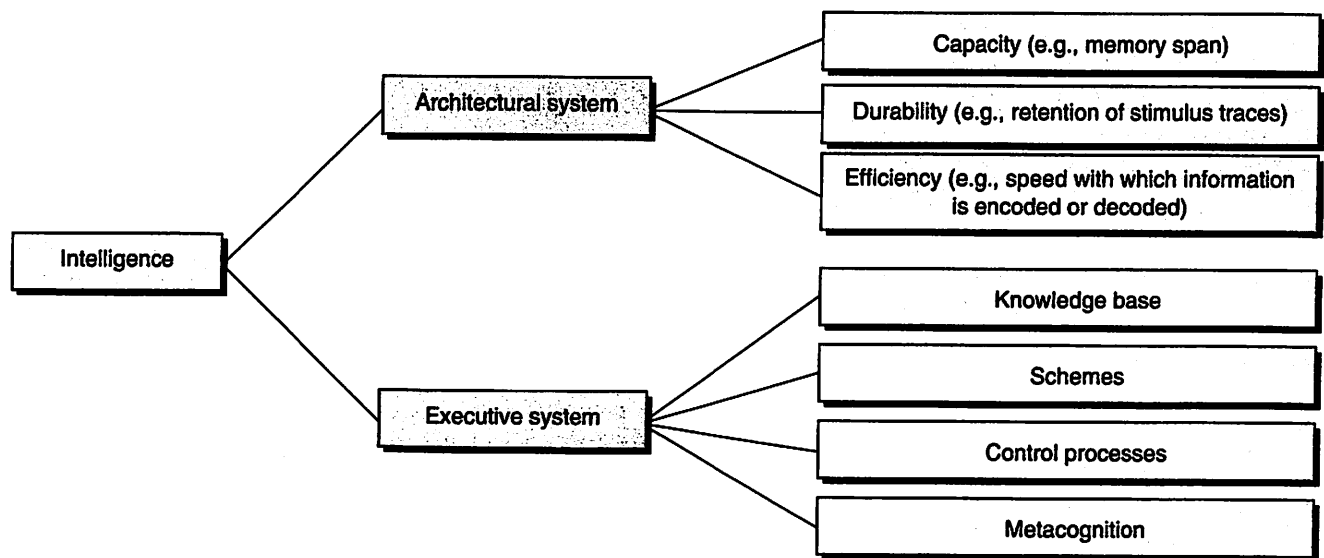 Capacity (e.g., memory span)
Architectural system
Durability (e.g., retention of stimulus traces)
Efficiency (e.g., speed with which information
is encoded or decoded)
Intelligence
Knowledge base
Schemes
Executive system
Control processes
Metacognition